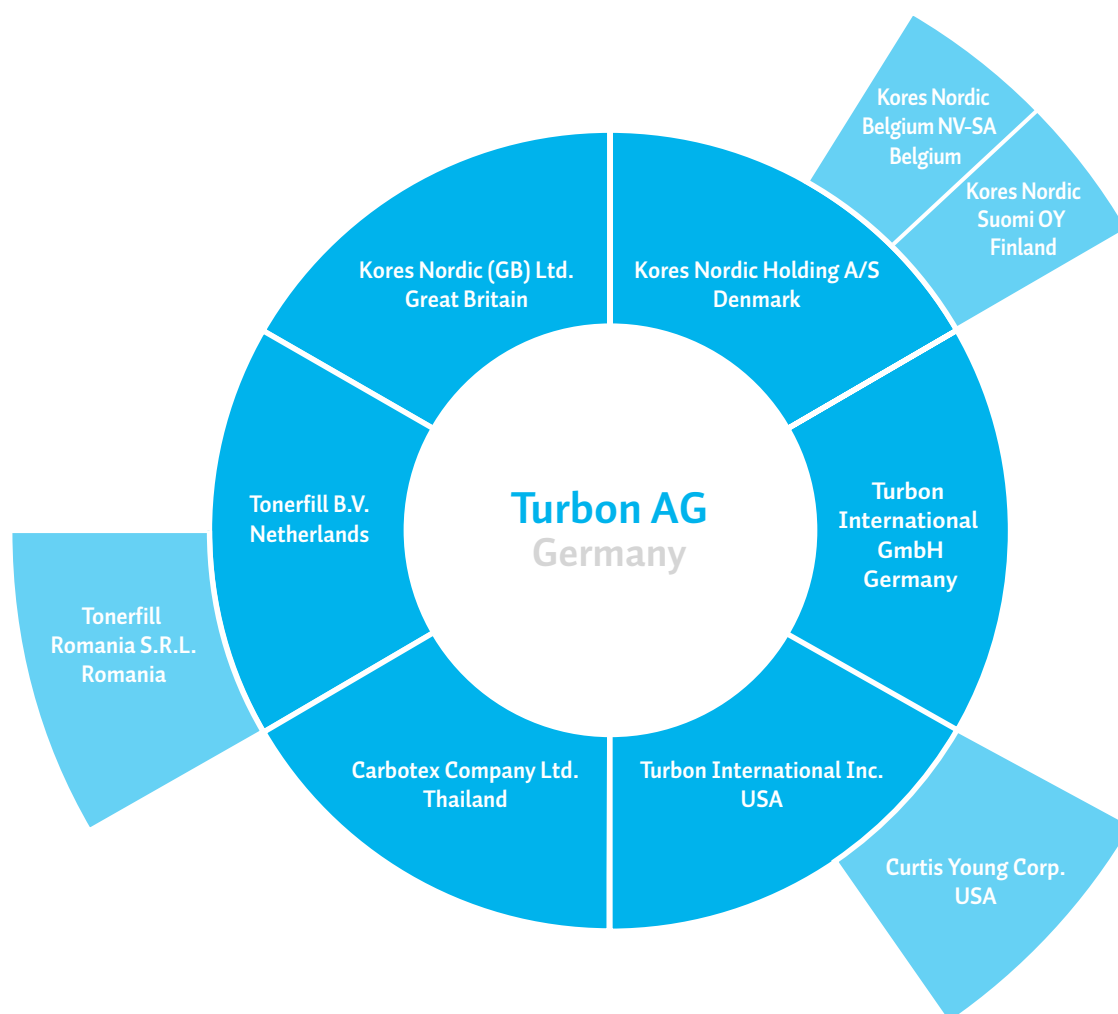 Kores Nordic
Belgium NV-SA
Belgium
Kores Nordic
Suomi OY
Finland
Kores Nordic (GB) Ltd.
Great Britain
Kores Nordic Holding A/S
Denmark
Tonerfill B.V.
Netherlands
Turbon AG
Germany
Turbon
International
GmbH
Germany
Tonerfill
Romania S.R.L.
Romania
Carbotex Company Ltd.
Thailand
Turbon International Inc.
USA
Curtis Young Corp.
USA